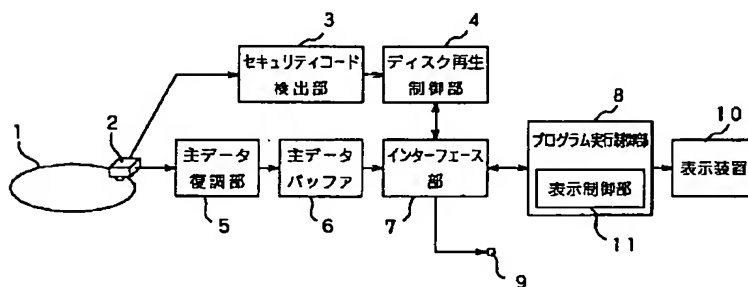 3
4
セキュリティコード
検出部
ディスク再生
制御部
8
10
1
2
主データ
復調部
主データ
バッファ
インターフェース
部
プログラム実行制御部
表示制御部
表示装置
5
6
7
11
9